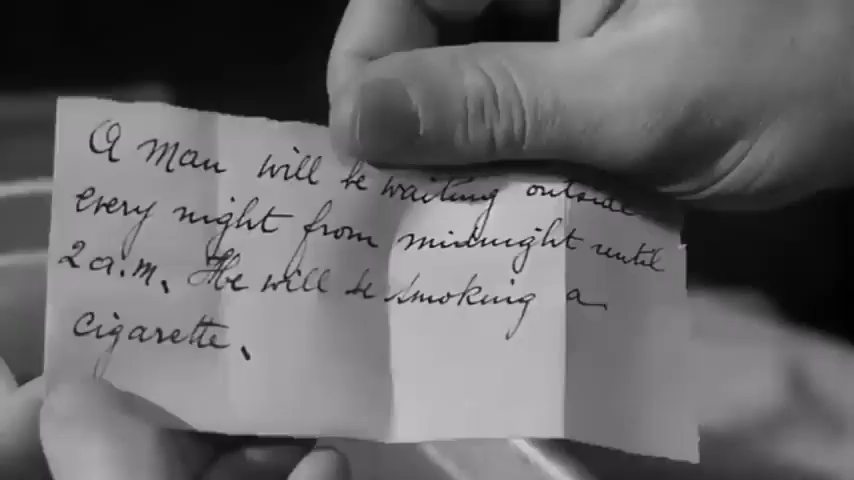 A man will be waiting outside
every night from midnight until
2 a.m. He will be smoking a
cigarette.